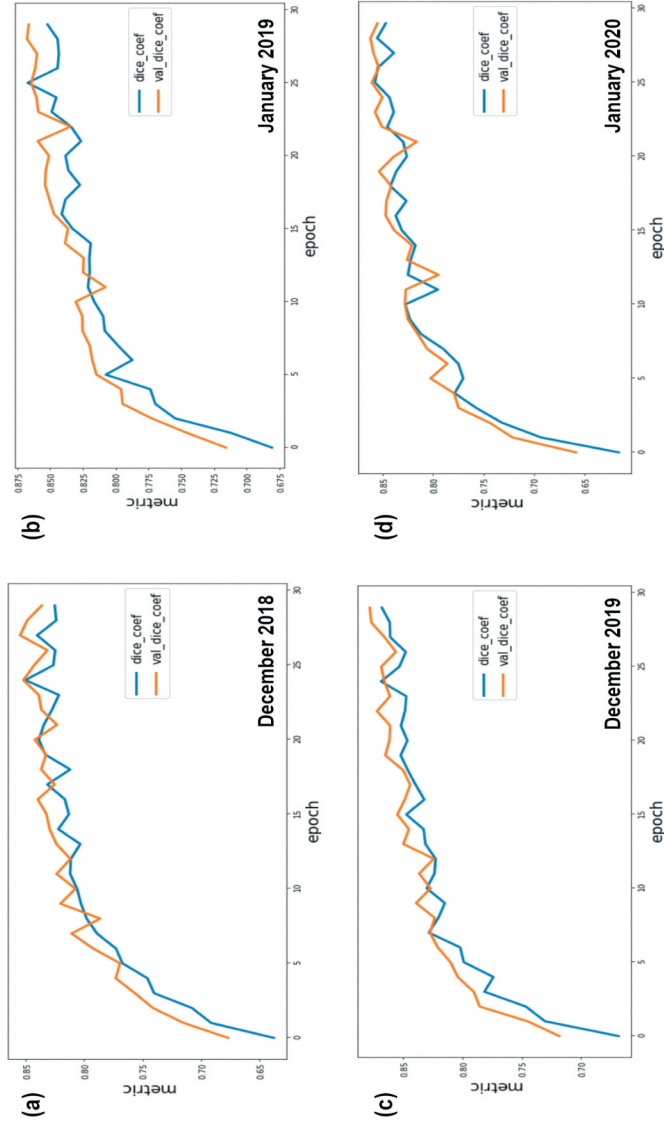 (a)
metric
0.85
0.80
0.75
0.70
0.65
dice_coef
val_dice_coef
December 2018
0 5 10 15 20 25 30
epoch
(b)
metric
0.875
0.850
0.825
0.800
0.775
0.750
0.725
0.700
0.675
dice_coef
val_dice_coef
January 2019
0 5 10 15 20 25 30
epoch
(c)
metric
0.85
0.80
0.75
0.70
dice_coef
val_dice_coef
December 2019
0 5 10 15 20 25 30
epoch
(d)
metric
0.85
0.80
0.75
0.70
0.65
dice_coef
val_dice_coef
January 2020
0 5 10 15 20 25 30
epoch